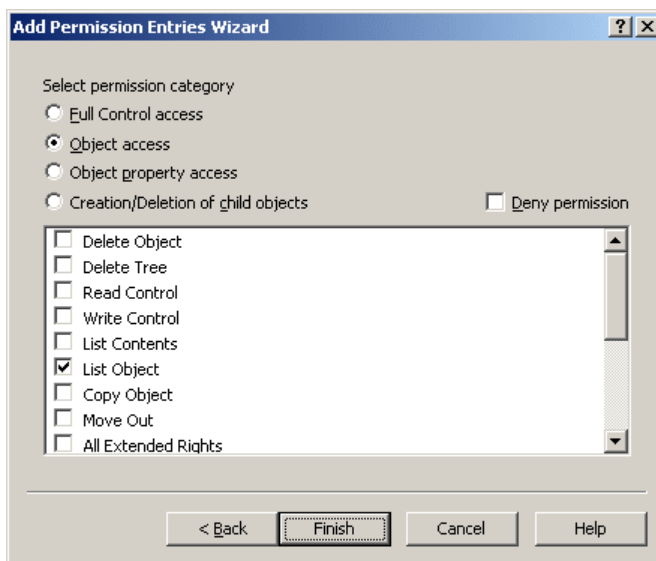 Add Permission Entries Wizard
Select permission category
Full Control access
Object access
Object property access
Creation/Deletion of child objects
Deny permission
Delete Object
Delete Tree
Read Control
Write Control
List Contents
List Object
Copy Object
Move Out
All Extended Rights
< Back
Finish
Cancel
Help